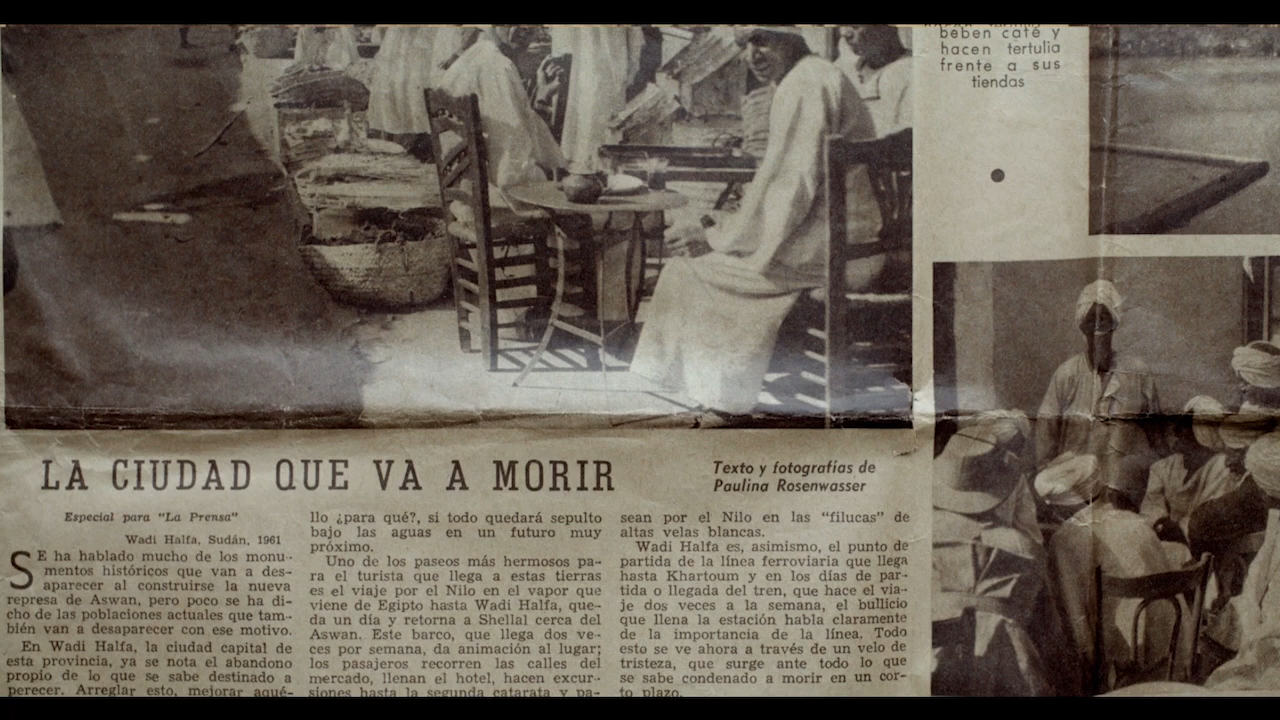 beben café y
hacen tertulia
frente a sus
tiendas
LA CIUDAD QUE VA A MORIR
Texto y fotografías de
Paulina Rosenwasser
Especial para "La Prensa"
Wadi Halfa, Sudán, 1961
SE ha hablado mucho de los monu-
mentos históricos que van a des-
aparecer al construirse la nueva
represa de Aswan, pero poco se ha di-
cho de las poblaciones actuales que tam-
bién van a desaparecer con ese motivo.
En Wadi Halfa, la ciudad capital de
esta provincia, ya se nota el abandono
propio de lo que se sabe destinado a
perecer. Arreglar esto, mejorar aqué-
llo ¿para qué?, si todo quedará sepulto
bajo las aguas en un futuro muy
próximo.
Uno de los paseos más hermosos pa-
ra el turista que llega a estas tierras
es el viaje por el Nilo en el vapor que
viene de Egipto hasta Wadi Halfa, que-
da un día y retorna a Shellal cerca del
Aswan. Este barco, que llega dos ve-
ces por semana, da animación al lugar;
los pasajeros recorren las calles del
mercado, llenan el hotel, hacen excur-
siones hasta la segunda catarata y pa-
sean por el Nilo en las "filucas" de
altas velas blancas.
Wadi Halfa es, asimismo, el punto de
partida de la línea ferroviaria que llega
hasta Khartoum y en los días de par-
tida o llegada del tren, que hace el via-
je dos veces a la semana, el bullicio
que llena la estación habla claramente
de la importancia de la línea. Todo
esto se ve ahora a través de un velo de
tristeza, que surge ante todo lo que
se sabe condenado a morir en un cor-
to plazo.